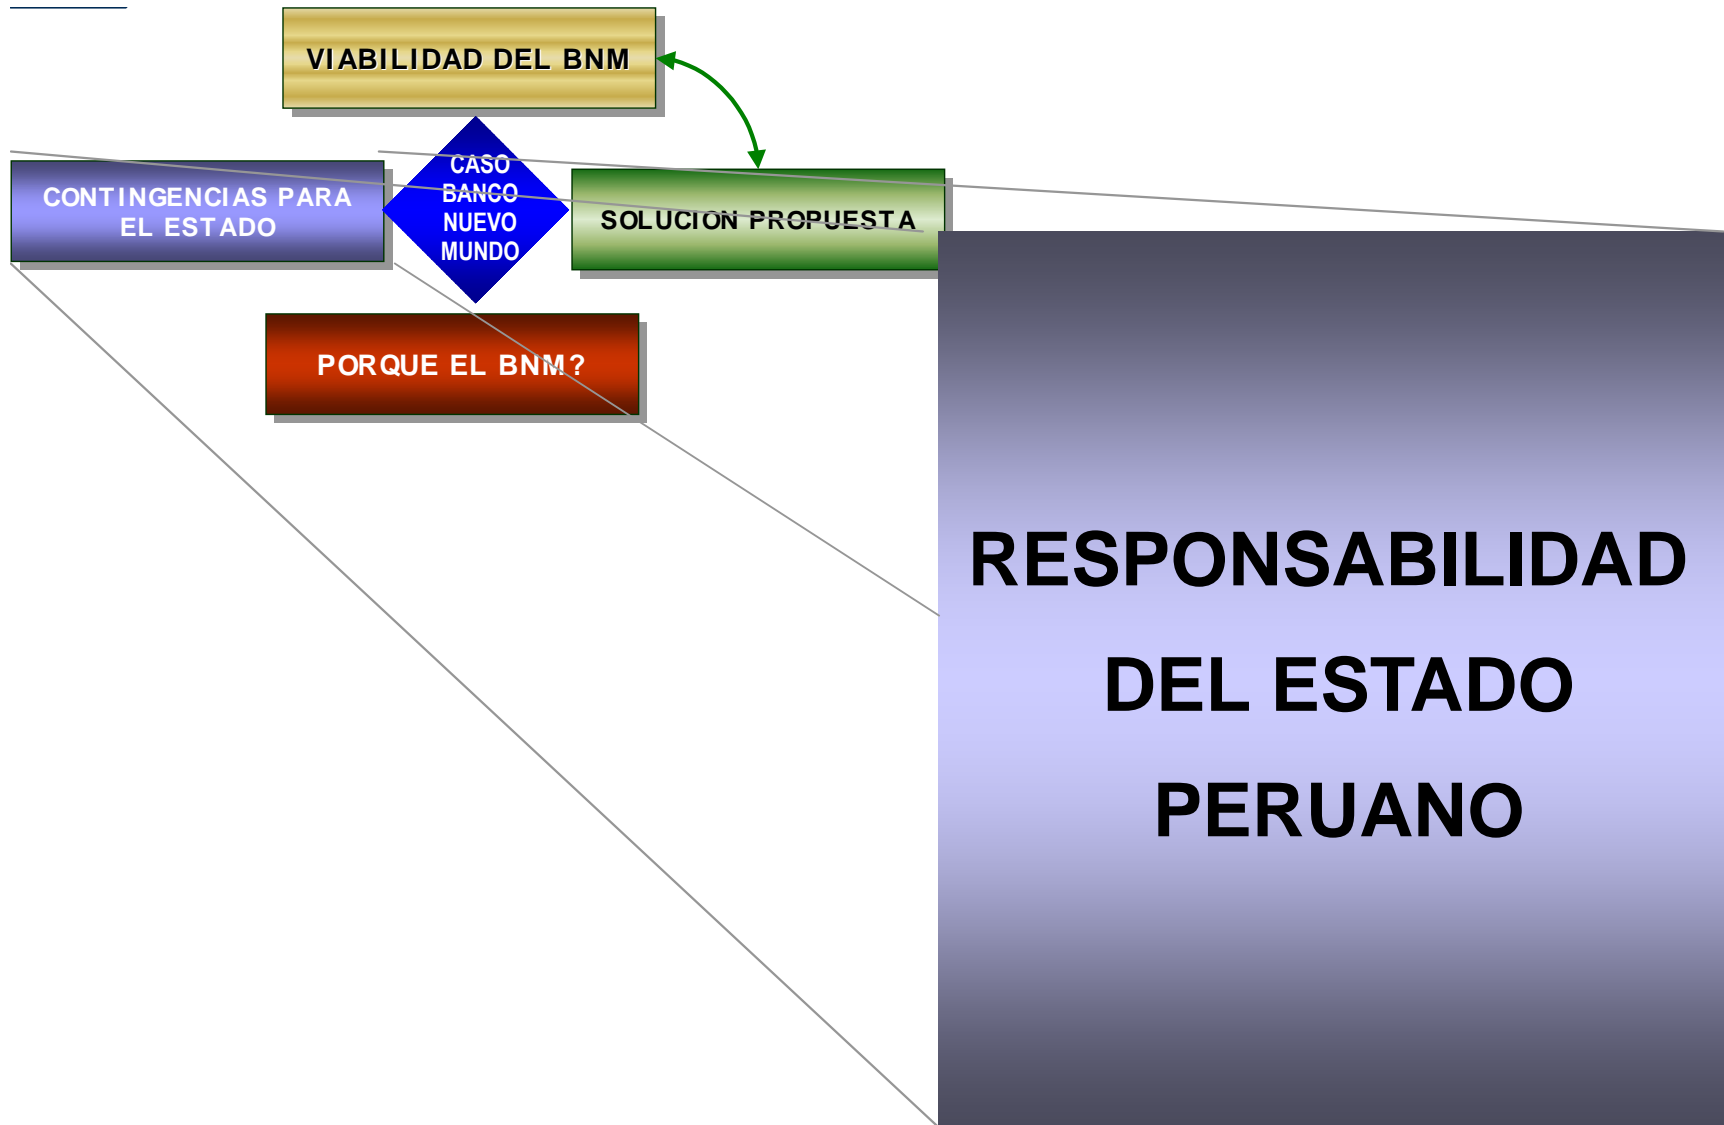 VIABILIDAD DEL BNM
CONTINGENCIAS PARA
EL ESTADO
CASO
BANCO
NUEVO
MUNDO
SOLUCION PROPUESTA
PORQUE EL BNM?
RESPONSABILIDAD
DEL ESTADO
PERUANO